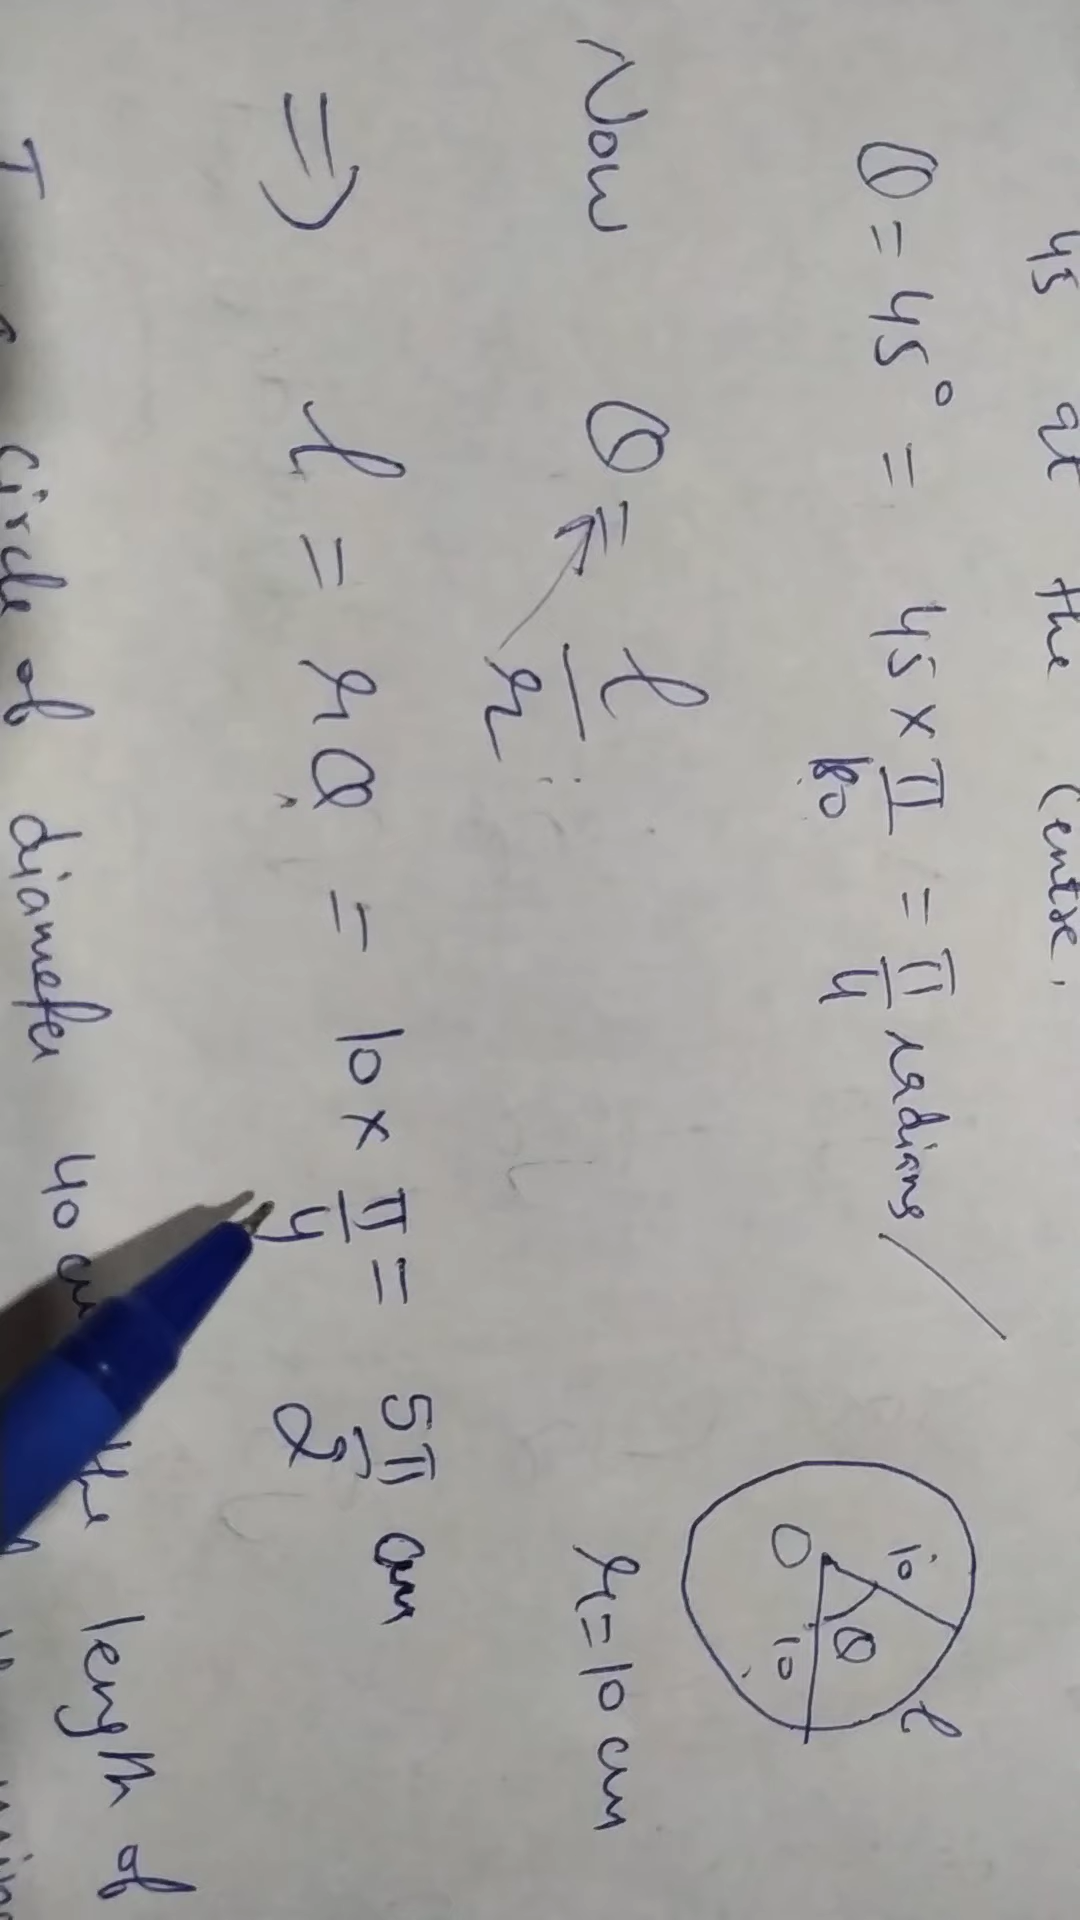 45 at the Centre.
θ = 45° = 45 × π/180 = π/4 radians
10
O θ
10 l
Now θ = l/r r = 10 cm
⇒ l = rθ = 10 × π/4 = 5π/2 cm
circle of diameter 40 the length of